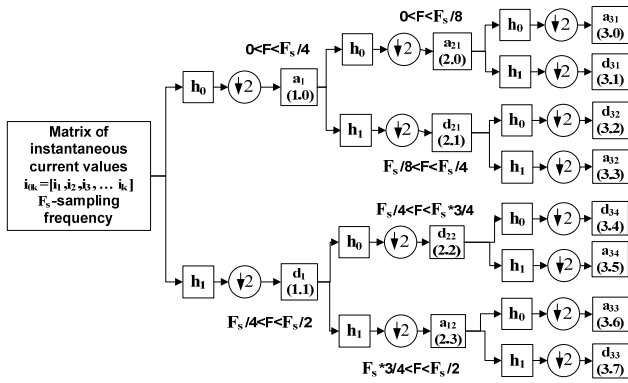 Matrix of
instantaneous
current values
i0k=[i1,i2,i3, ... ik]
Fs-sampling
frequency
h0
↓2
a1
(1.0)
0<F<Fs/4
h1
↓2
d1
(1.1)
Fs/4<F<Fs/2
0<F<Fs/8
h0
↓2
a21
(2.0)
h1
↓2
d21
(2.1)
Fs/8<F<Fs/4
Fs/4<F<Fs*3/4
h0
↓2
d22
(2.2)
h1
↓2
a12
(2.3)
Fs*3/4<F<Fs/2
h0
↓2
a31
(3.0)
h1
↓2
d31
(3.1)
h0
↓2
d32
(3.2)
h1
↓2
a32
(3.3)
h0
↓2
d34
(3.4)
h1
↓2
a34
(3.5)
h0
↓2
a33
(3.6)
h1
↓2
d33
(3.7)